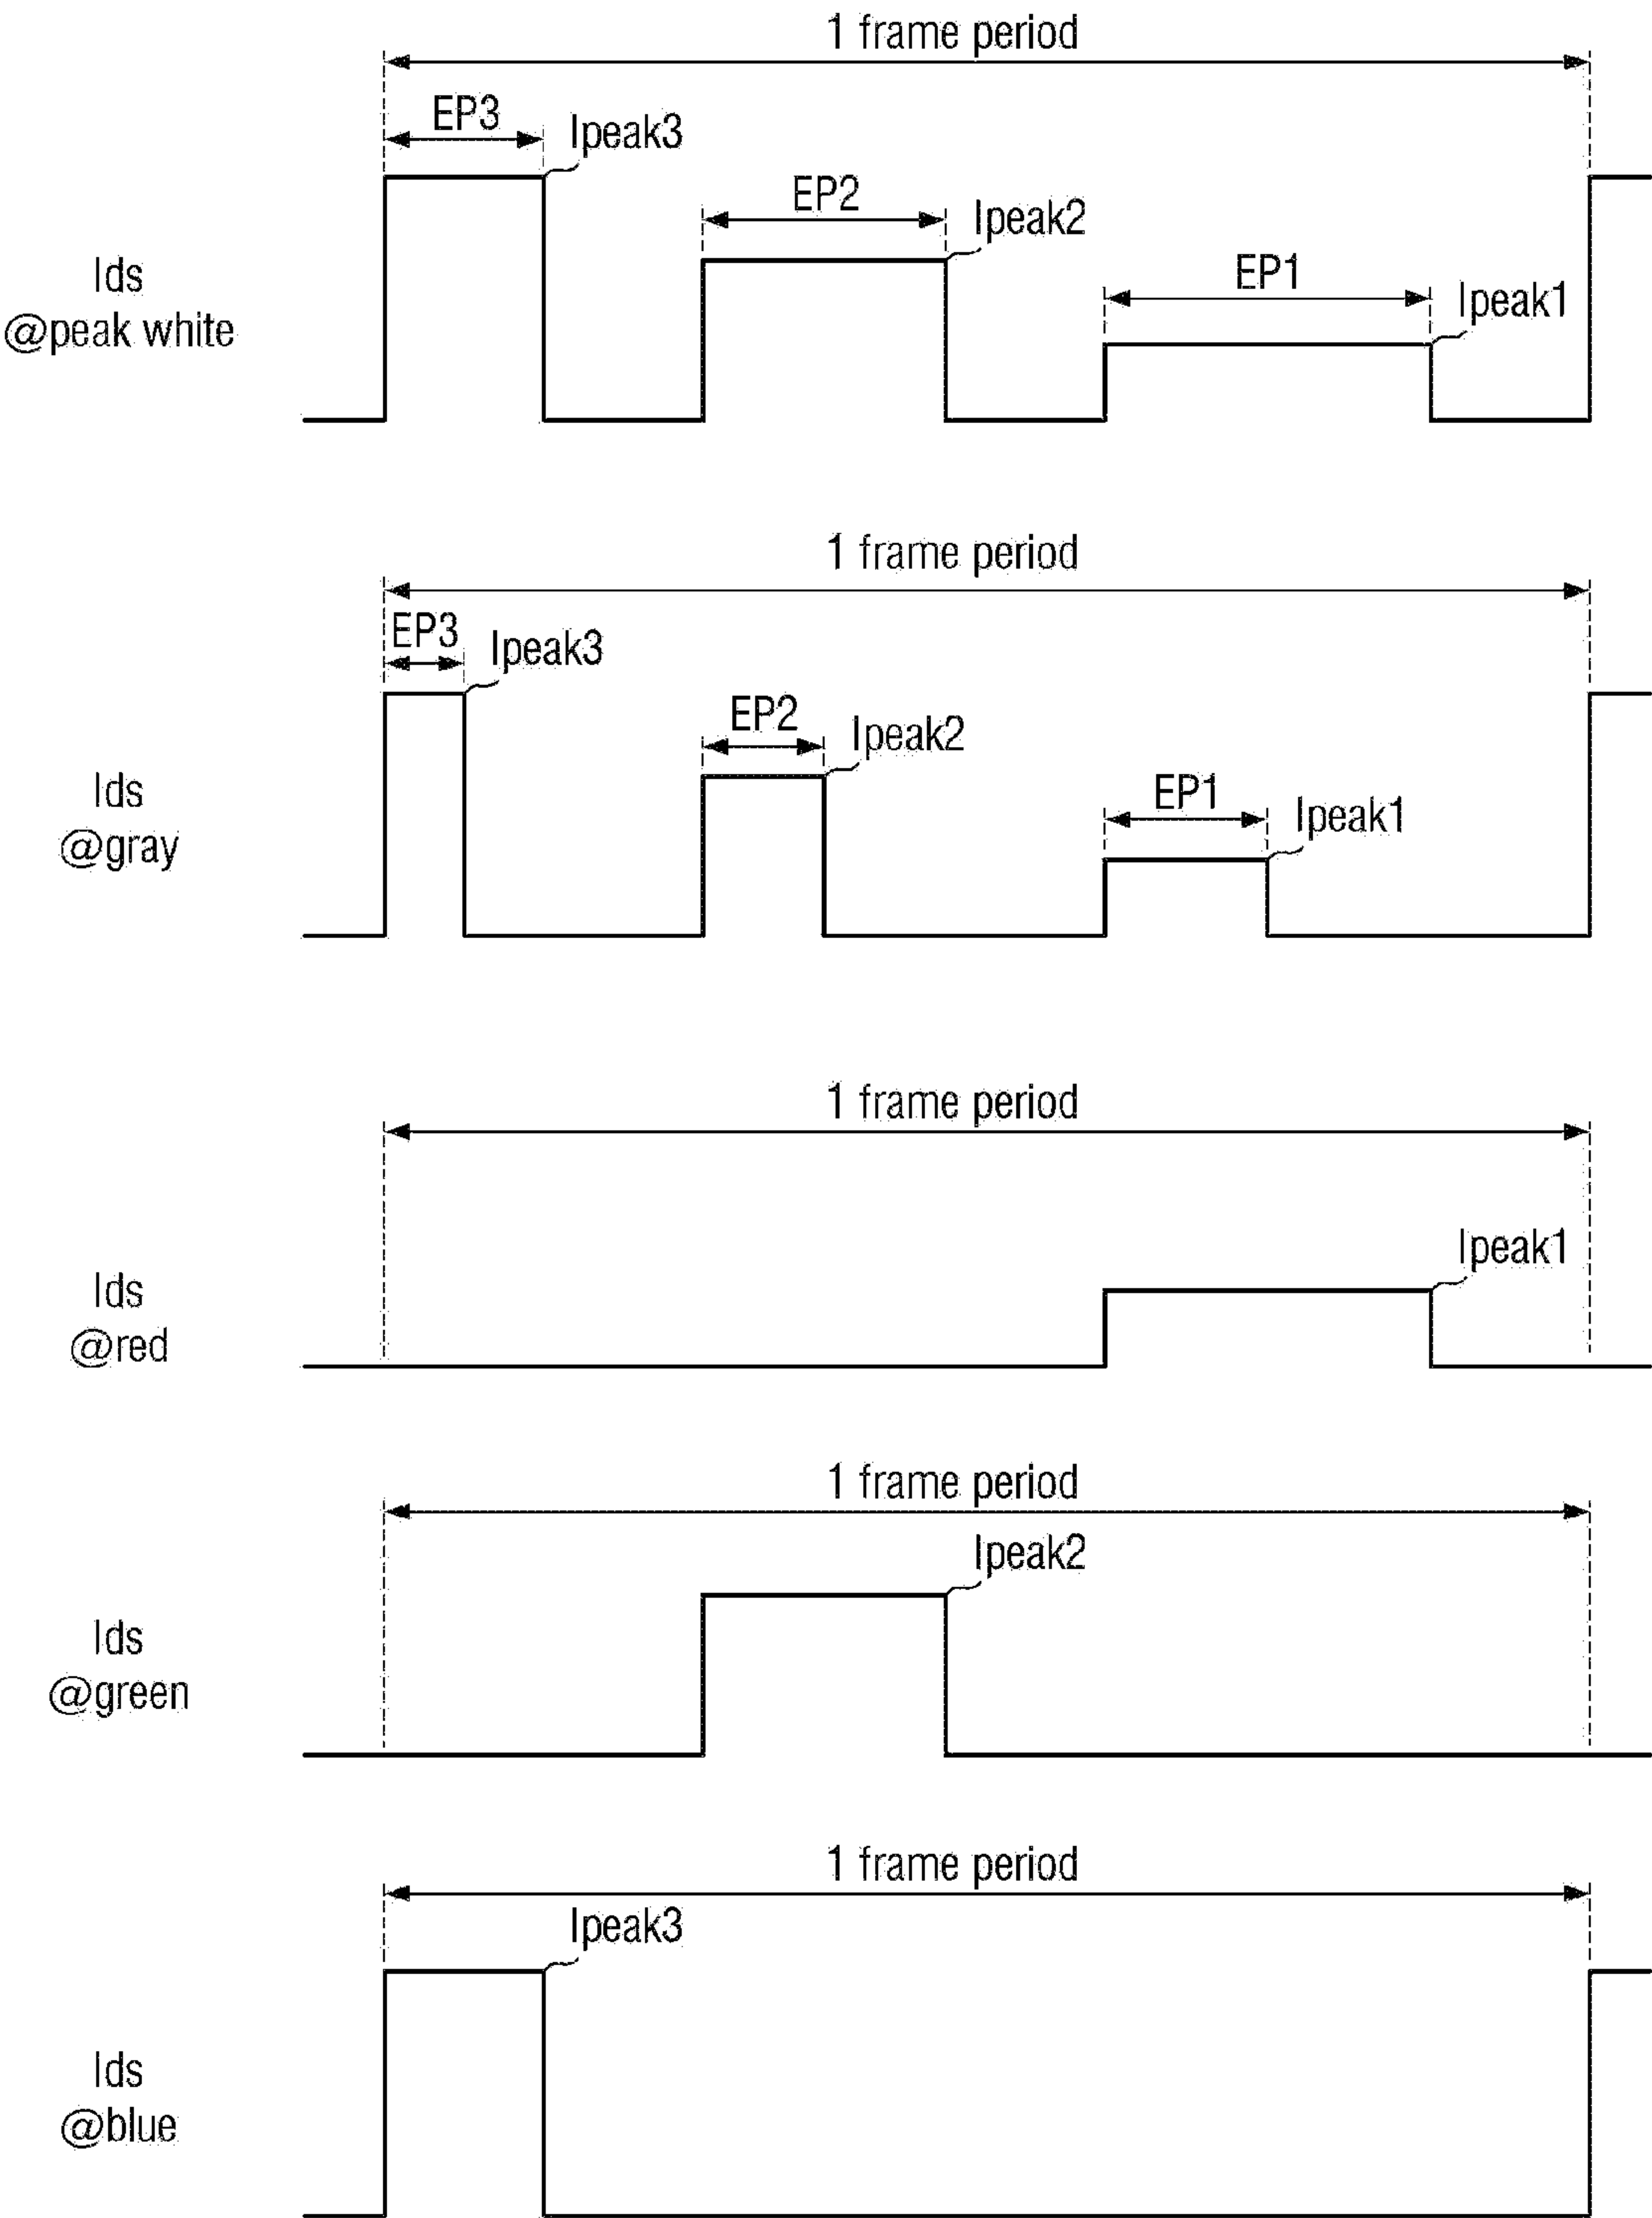 1 frame period
EP3
Ipeak3
EP2
Ipeak2
EP1
Ipeak1
Ids
@peak white
1 frame period
EP3
Ipeak3
EP2
Ipeak2
EP1
Ipeak1
Ids
@gray
1 frame period
Ipeak1
Ids
@red
1 frame period
Ipeak2
Ids
@green
1 frame period
Ipeak3
Ids
@blue